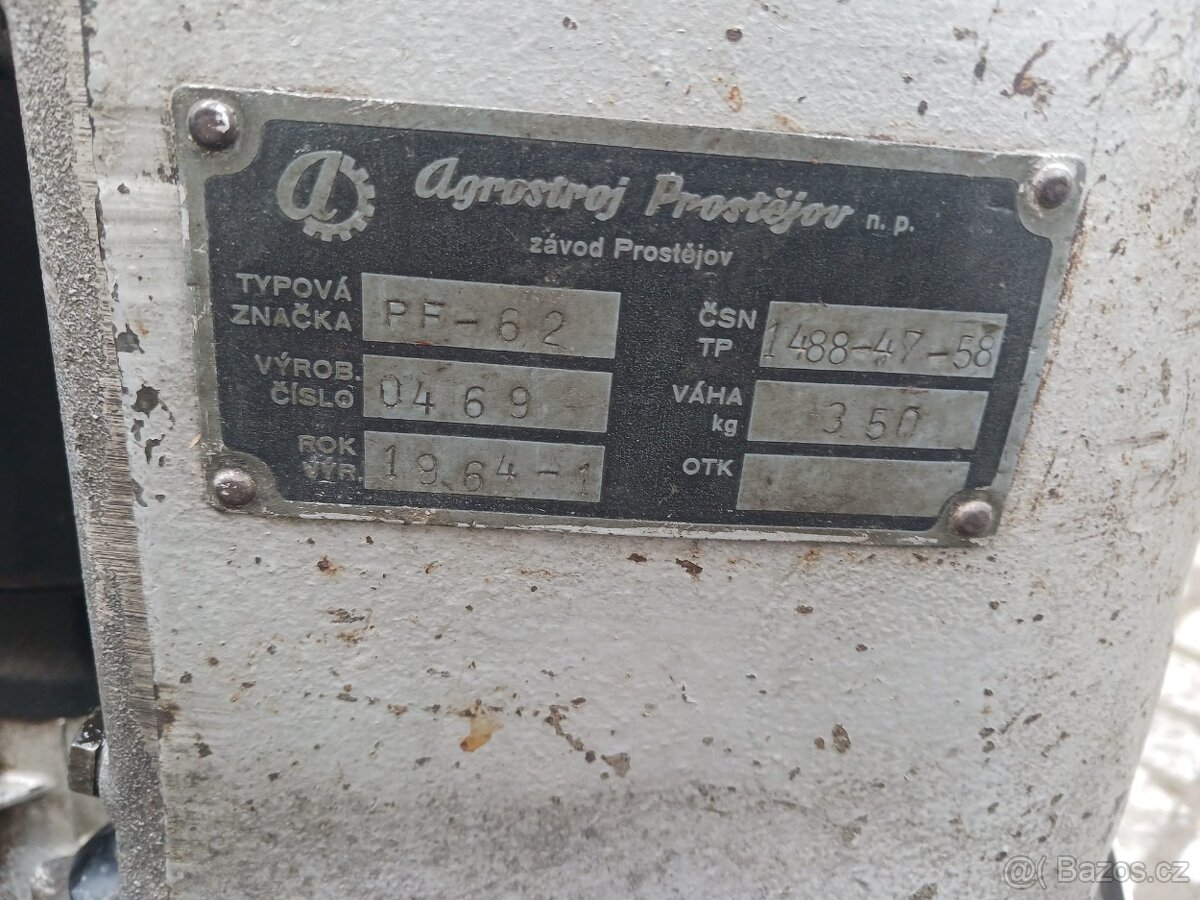 a
Agrostroj Prostějov n. p.
závod Prostějov
TYPOVÁ ZNAČKA PF-62
VÝROB. ČÍSLO 0469-
ROK VÝR. 1964-1
ČSN TP 1488-47-58
VÁHA kg 350
OTK
Bazos.cz